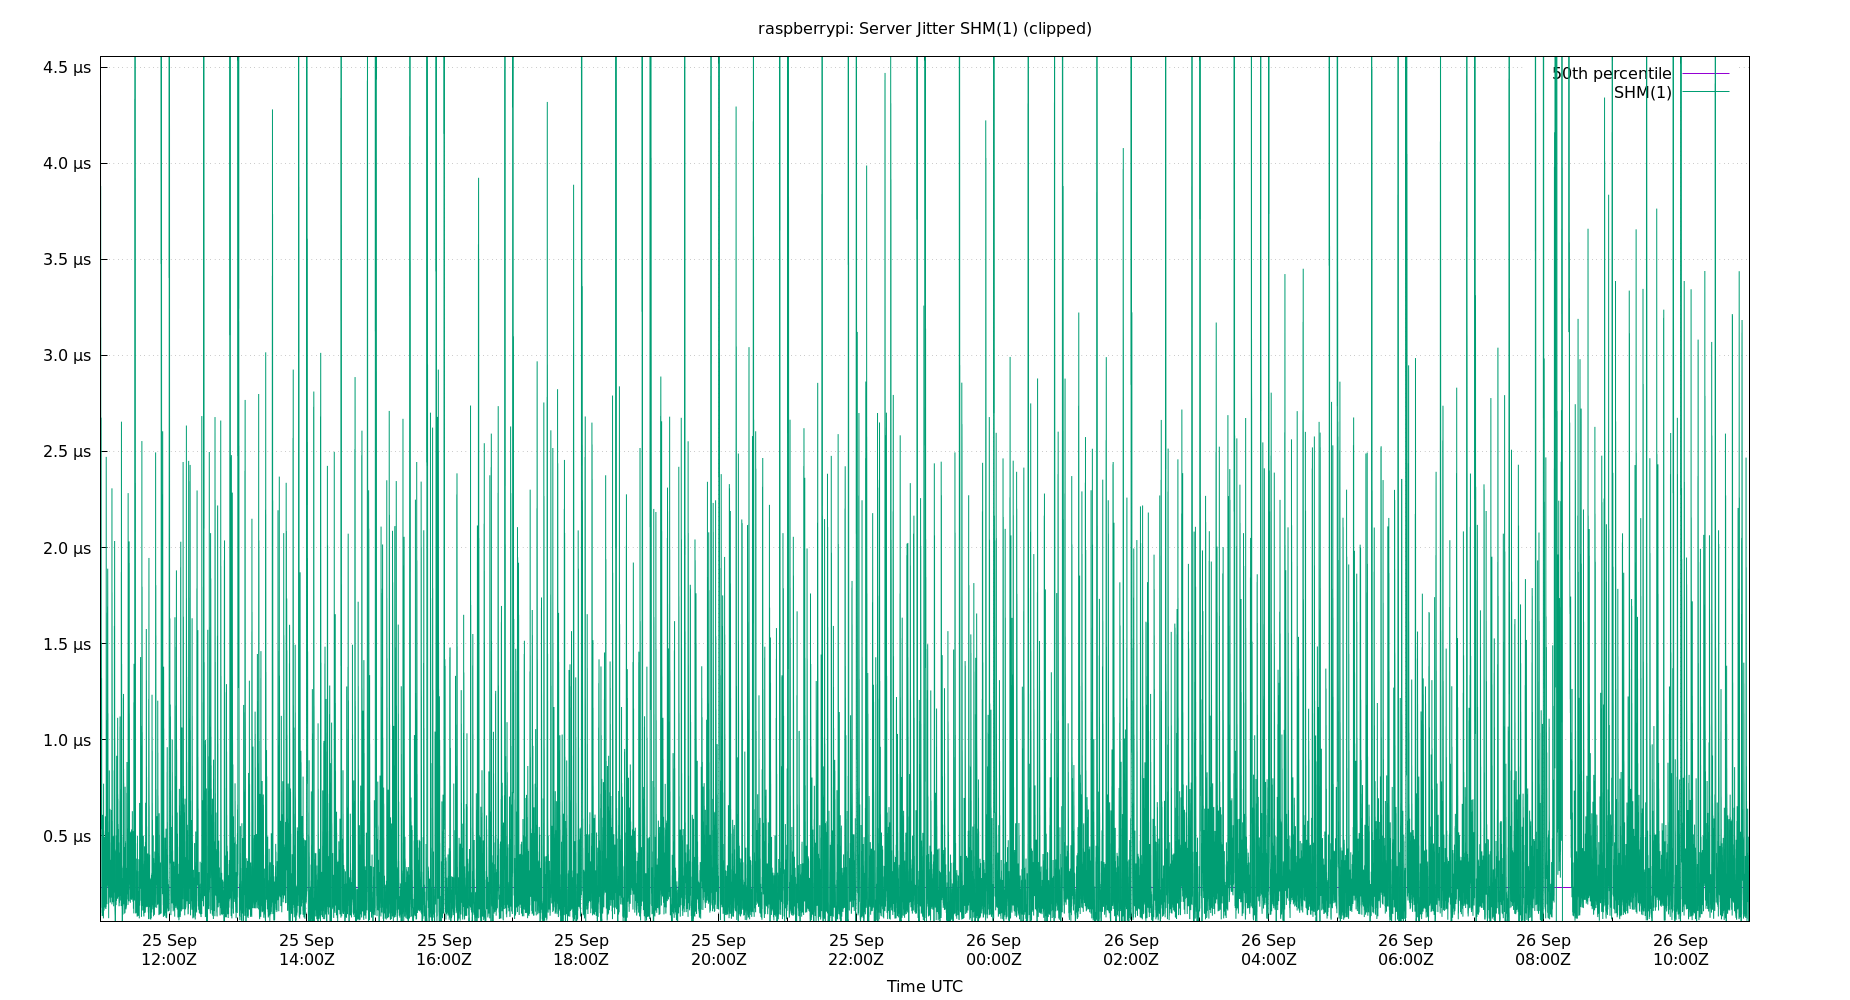 raspberrypi: Server Jitter SHM(1) (clipped)
50th percentile
SHM(1)
4.5 µs
4.0 µs
3.5 µs
3.0 µs
2.5 µs
2.0 µs
1.5 µs
1.0 µs
0.5 µs
25 Sep 25 Sep 25 Sep 25 Sep 25 Sep 25 Sep 26 Sep 26 Sep 26 Sep 26 Sep 26 Sep 26 Sep
12:00Z 14:00Z 16:00Z 18:00Z 20:00Z 22:00Z 00:00Z 02:00Z 04:00Z 06:00Z 08:00Z 10:00Z
Time UTC